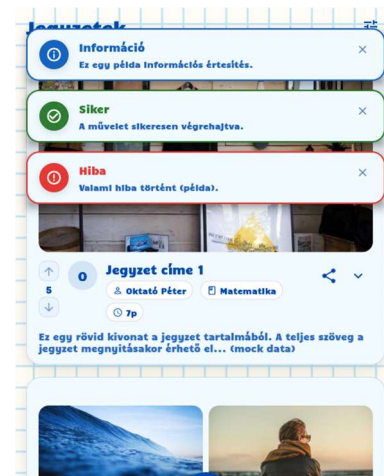 Jegyzetek
Információ
Ez egy példa információs értesítés.
Siker
A művelet sikeresen végrehajtva.
Hiba
Valami hiba történt (példa).
5
O
Jegyzet címe 1
Oktató Péter
Matematika
7p
Ez egy rövid kivonat a jegyzet tartalmából. A teljes szöveg a
jegyzet megnyitásakor érhető el... (mock data)